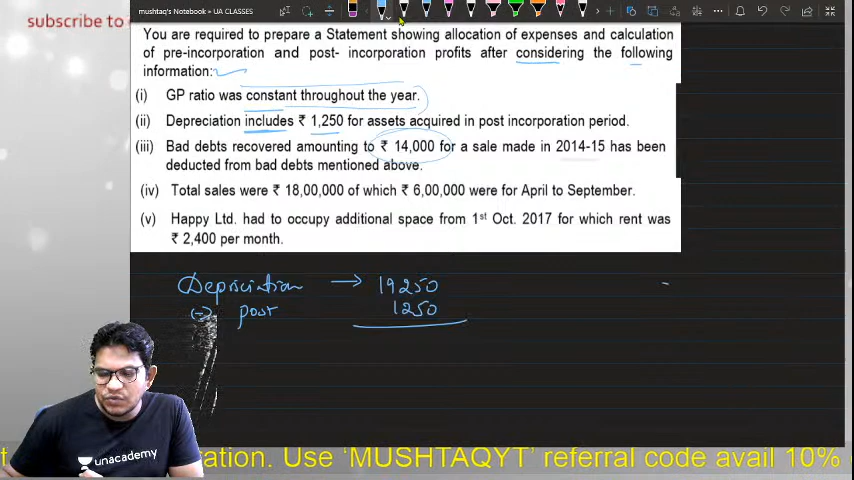 mushtaq's Notebook » UA CLASSES
subscribe to
You are required to prepare a Statement showing allocation of expenses and calculation
of pre-incorporation and post- incorporation profits after considering the following
information:
(i) GP ratio was constant throughout the year.
(ii) Depreciation includes ₹ 1,250 for assets acquired in post incorporation period.
(iii) Bad debts recovered amounting to ₹ 14,000 for a sale made in 2014-15 has been
deducted from bad debts mentioned above.
(iv) Total sales were ₹ 18,00,000 of which ₹ 6,00,000 were for April to September.
(v) Happy Ltd. had to occupy additional space from 1st Oct. 2017 for which rent was
₹ 2,400 per month.
Depriciation → 19250
(-) post 1250
unacademy
ration. Use ‘MUSHTAQYT’ referral code avail 10%